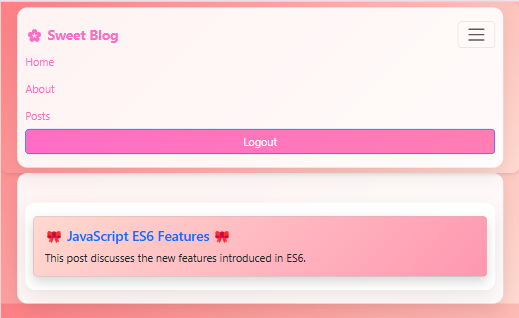 🌸 Sweet Blog
Home
About
Posts
Logout
🎀 JavaScript ES6 Features 🎀
This post discusses the new features introduced in ES6.